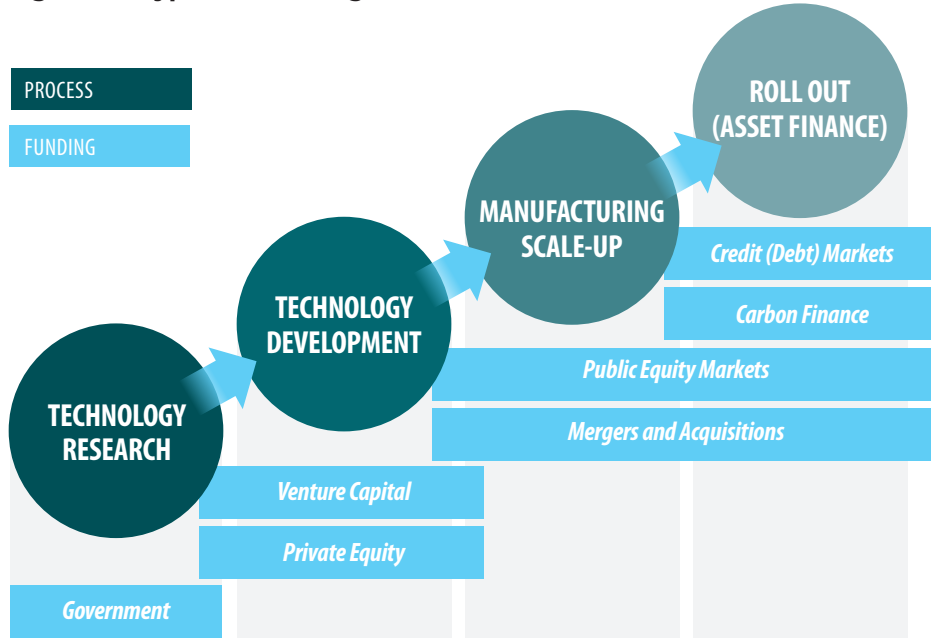 PROCESS
FUNDING
ROLL OUT
(ASSET FINANCE)
MANUFACTURING
SCALE-UP
TECHNOLOGY
DEVELOPMENT
TECHNOLOGY
RESEARCH
Credit (Debt) Markets
Carbon Finance
Public Equity Markets
Mergers and Acquisitions
Venture Capital
Private Equity
Government